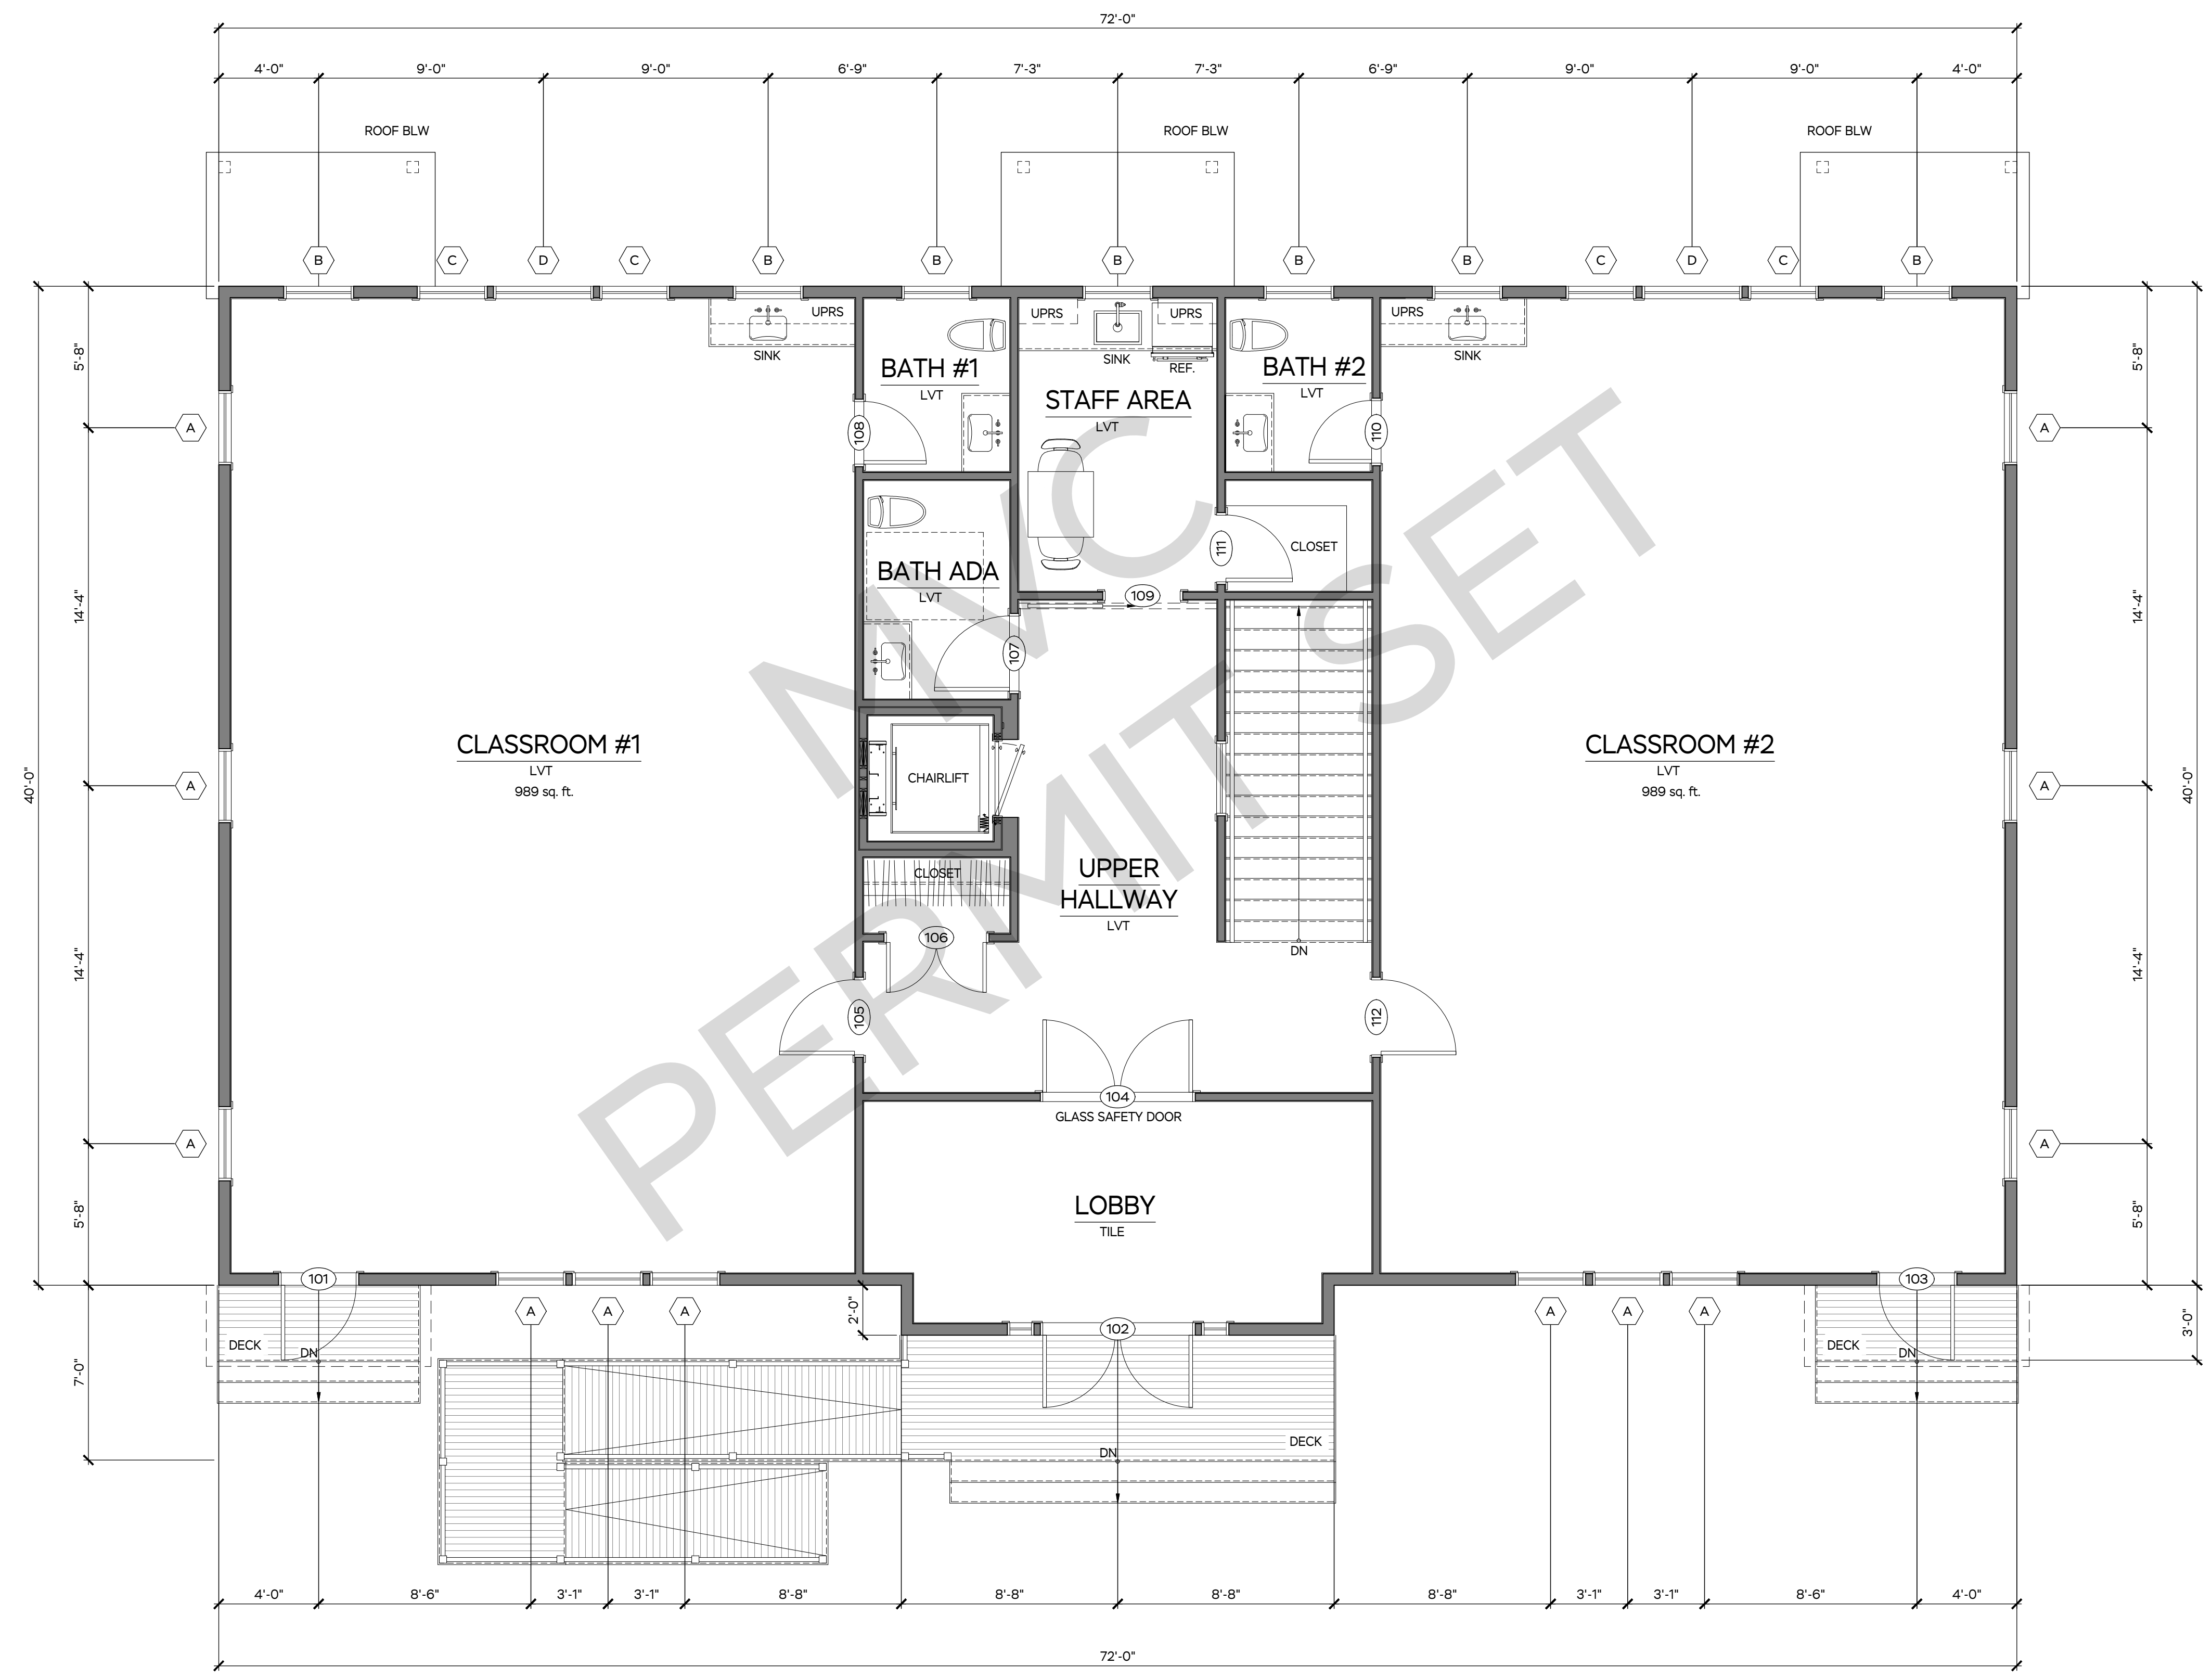 72'-0"
4'-0" 9'-0" 9'-0" 6'-9" 7'-3" 7'-3" 6'-9" 9'-0" 9'-0" 4'-0"
ROOF BLW ROOF BLW ROOF BLW
B C D C B B B B B C D C B
UPRS UPRS UPRS UPRS
SINK SINK REF. SINK
5'-8" 5'-8"
BATH #1
LVT
BATH #2
LVT
STAFF AREA
LVT
A 108 110 A
111 CLOSET
BATH ADA
LVT
109
14'-4" 14'-4"
107
CLASSROOM #1
LVT
989 sq. ft.
CHAIRLIFT
CLASSROOM #2
LVT
989 sq. ft.
40'-0" A A 40'-0"
UPPER
HALLWAY
LVT
CLOSET
106
DN
14'-4" 14'-4"
105 112
104
GLASS SAFETY DOOR
A A
LOBBY
TILE
5'-8" 5'-8"
MVC
PERMIT SET
101 103
A A A 2'-0" 102 A A A
3'-0"
DECK DN DECK DN
7'-0"
DN DECK
4'-0" 8'-6" 3'-1" 3'-1" 8'-8" 8'-8" 8'-8" 8'-8" 3'-1" 3'-1" 8'-6" 4'-0"
72'-0"